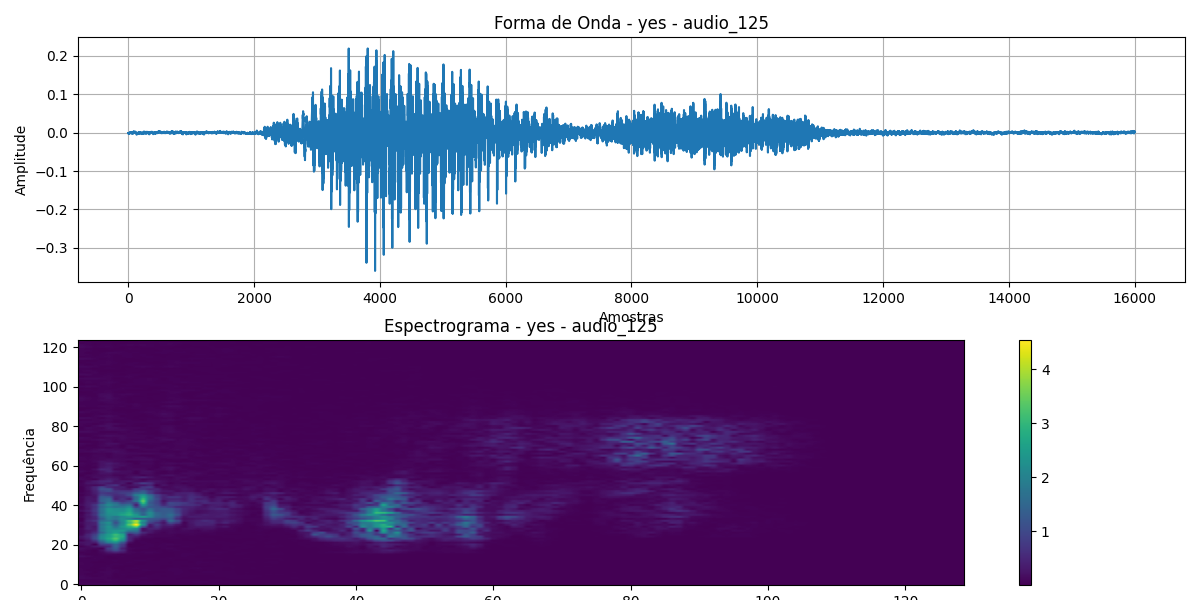 Forma de Onda - yes - audio_125
0.2
0.1
0.0
−0.1
−0.2
−0.3
Amplitude
0 2000 4000 6000 8000 10000 12000 14000 16000
Amostras
Espectrograma - yes - audio_125
120
100
80
60
40
20
0
Frequência
4
3
2
1
0 20 40 60 80 100 120